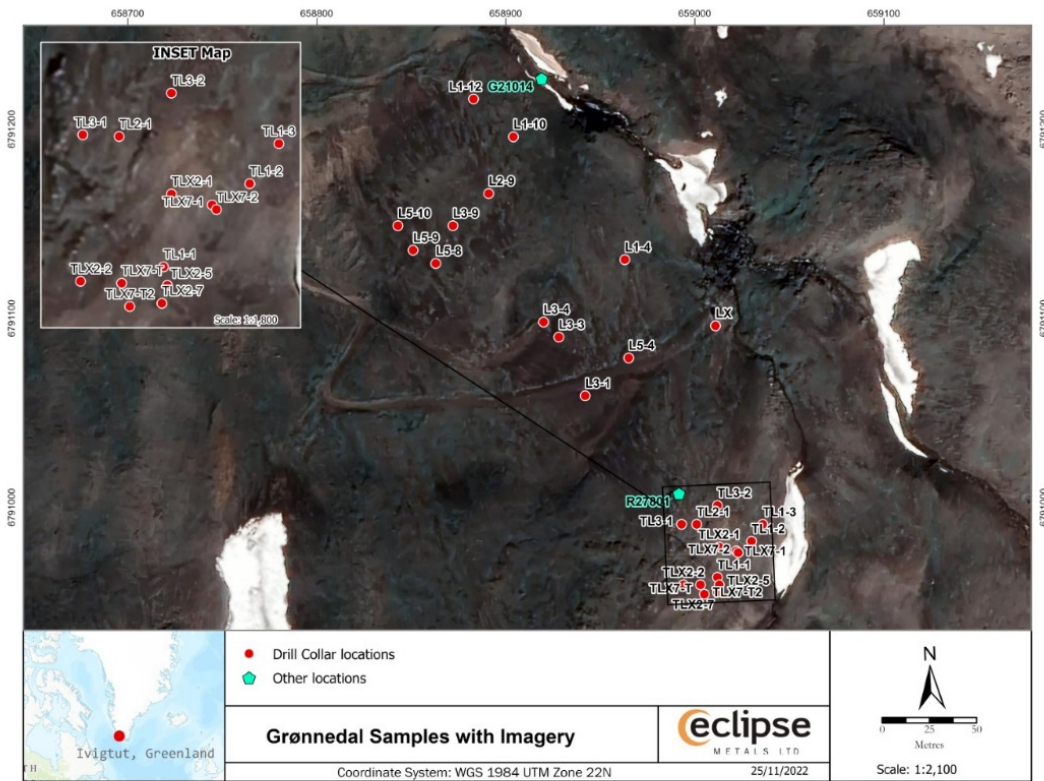 658700
658800
658900
659000
659100
6791200
6791100
6791000
6791200
6791100
6791000
INSET Map
TL3-2
TL3-1
TL2-1
TL1-3
TL1-2
TLX2-1
TLX7-1
TLX7-2
TL1-1
TLX2-2
TLX7-T
TLX2-5
TLX7-T2
TLX2-7
Scale: 1:1,800
G21014
L1-12
L1-10
L2-9
L5-10
L3-9
L5-9
L5-8
L1-4
L3-4
L3-3
LX
L5-4
L3-1
R27801
TL3-2
TL3-1
TL2-1
TL1-3
TL1-2
TLX2-1
TLX7-2
TLX7-1
TL1-1
TLX2-2
TLX2-5
TLX7-T
TLX7-T2
TLX2-7
Ivigtut, Greenland
Drill Collar locations
Other locations
Grønnedal Samples with Imagery
eclipse
METALS LTD
Coordinate System: WGS 1984 UTM Zone 22N
25/11/2022
N
0 25 50
Metres
Scale: 1:2,100